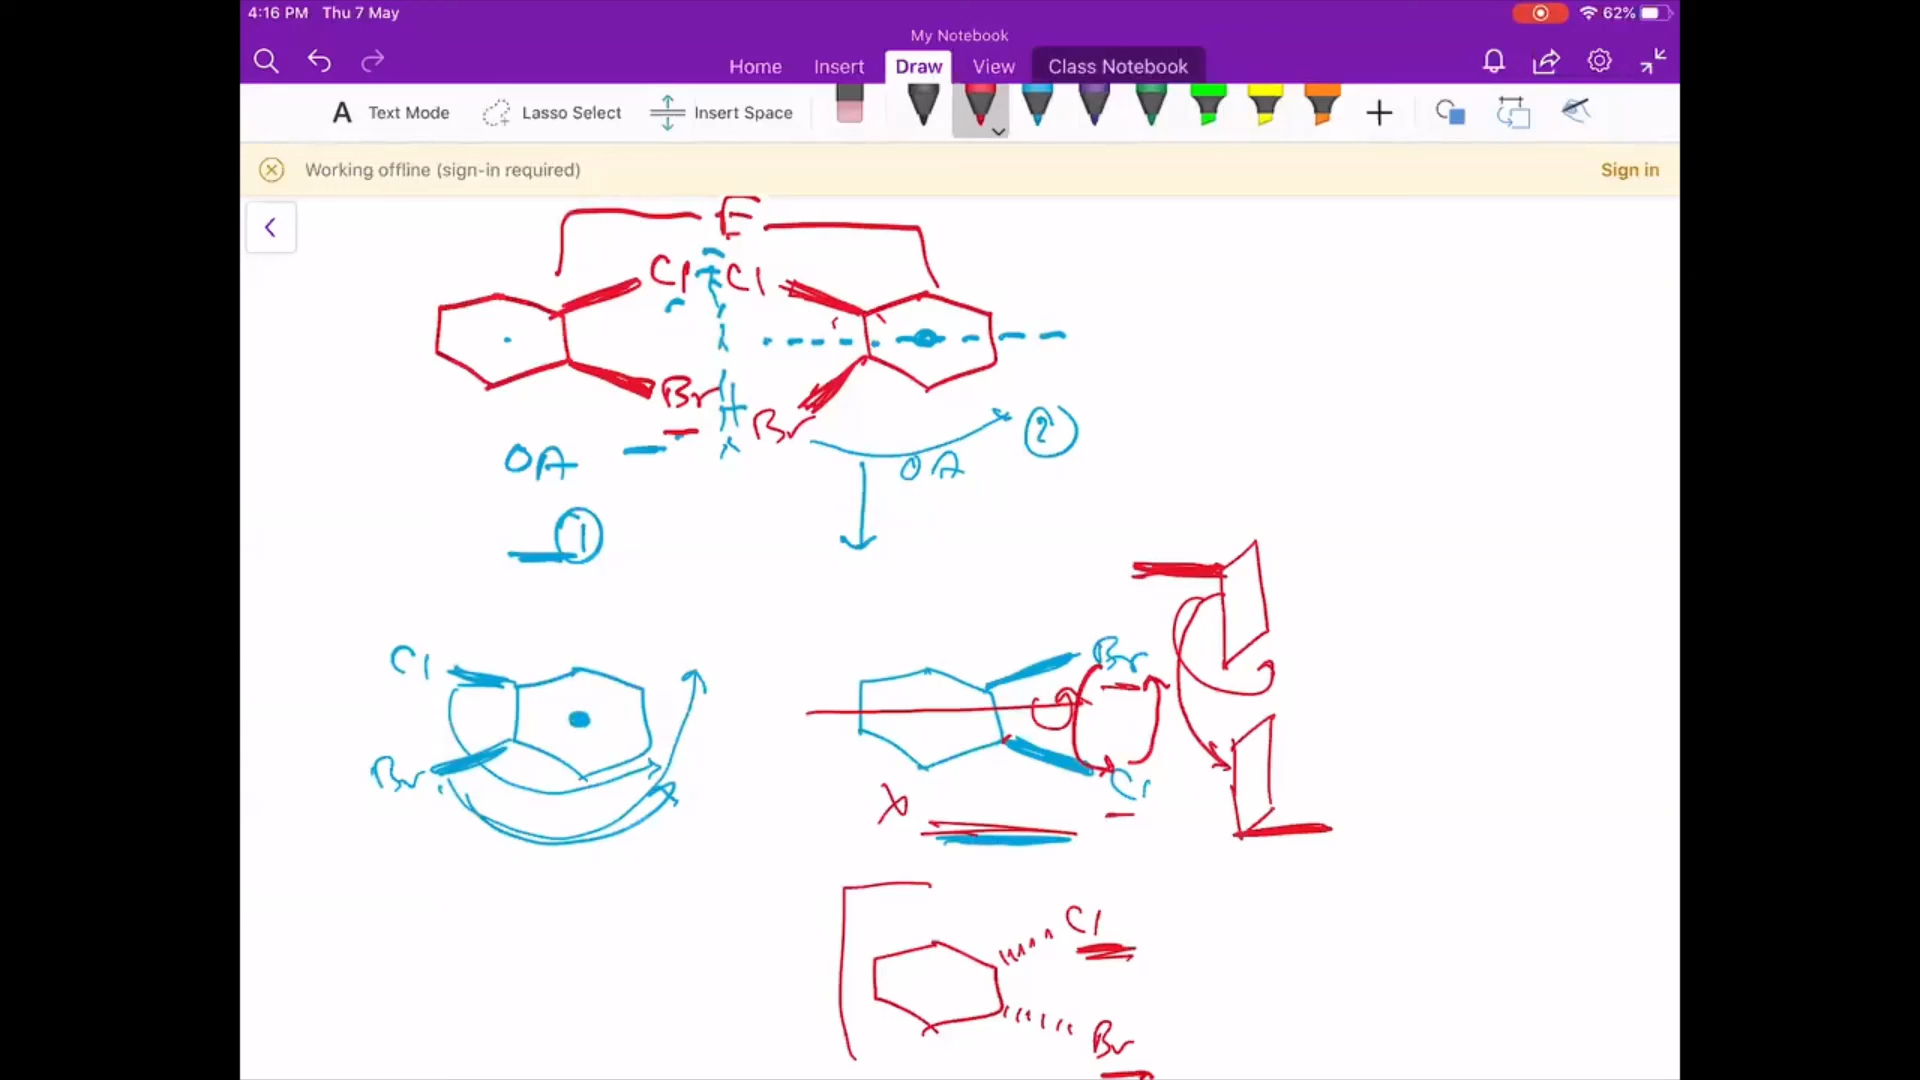 4:16 PM Thu 7 May
62%
My Notebook
Home Insert Draw View Class Notebook
A Text Mode Lasso Select Insert Space
Working offline (sign-in required) Sign in
E
Cl Cl
Br Br
OA OA 2
1
Cl Br
Br Cl
Cl
Br